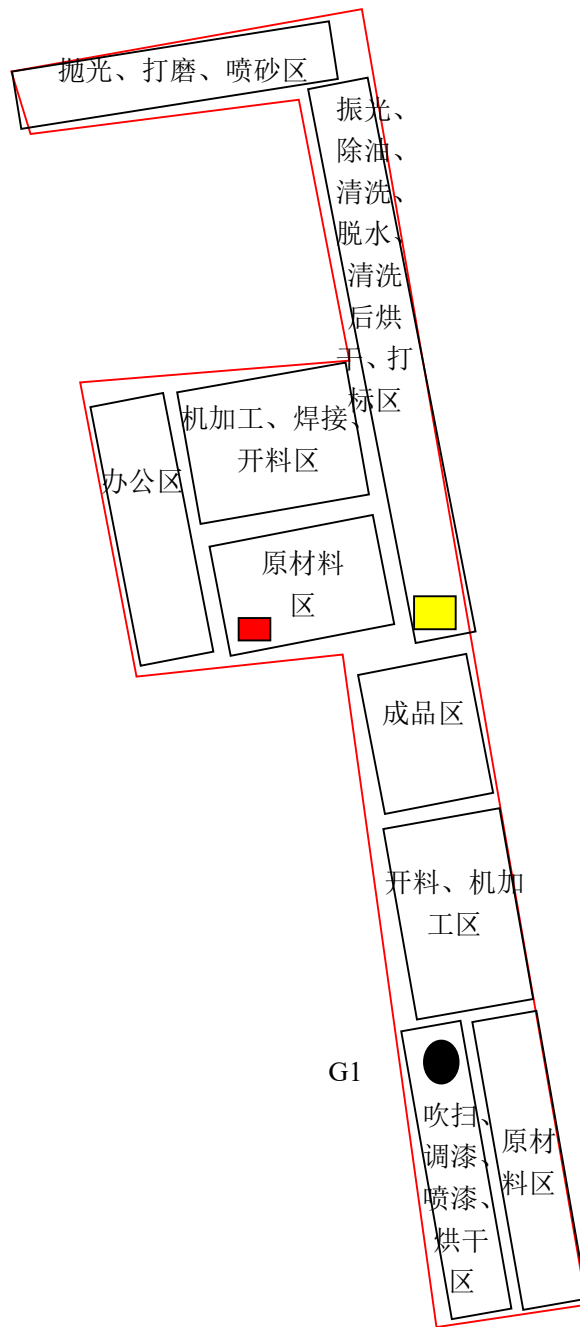 抛光、打磨、喷砂区
振光、
除油、
清洗、
脱水、
清洗
后烘
干、打
标区
机加工、焊接、
开料区
办公区
原材料
区
成品区
开料、机加
工区
G1
吹扫、
调漆、
喷漆、
烘干
区
原材
料区